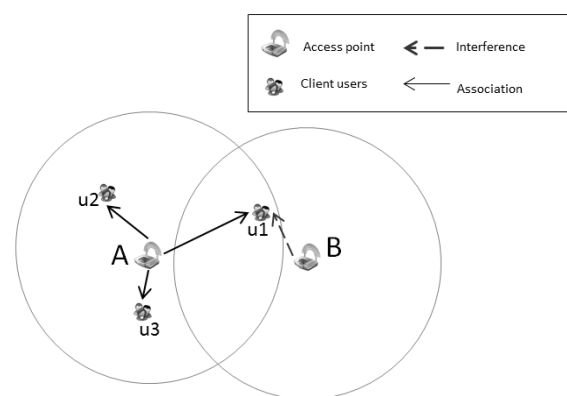 Access point
Interference
Client users
Association
u2
A
u1
B
u3